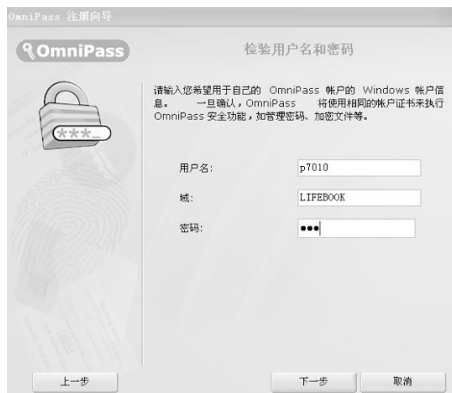 OmniPass 注册向导
OmniPass
检验用户名和密码
请输入您希望用于自己的 OmniPass 帐户的 Windows 帐户信
息。 一旦确认，OmniPass 将使用相同的帐户证书来执行
OmniPass 安全功能，如管理密码、加密文件等。
***_
用户名: p7010
域: LIFEBOOK
密码: ●●●
上一步 下一步 取消